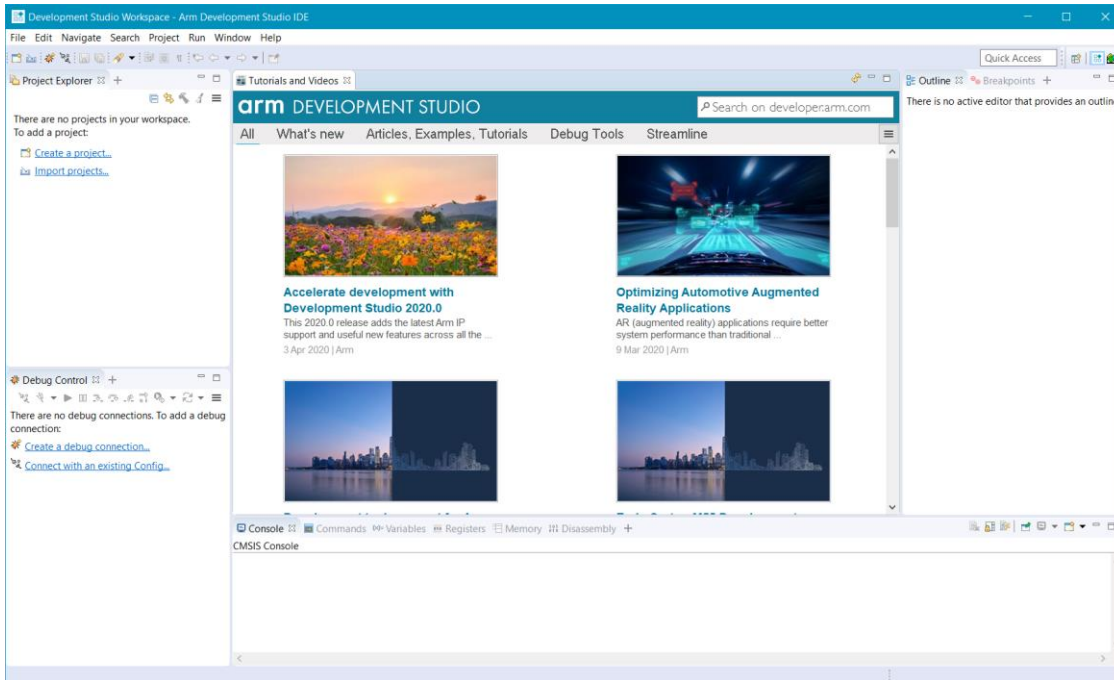 Development Studio Workspace - Arm Development Studio IDE
File Edit Navigate Search Project Run Window Help
Quick Access
Project Explorer
There are no projects in your workspace.
To add a project:
Create a project...
Import projects...
Debug Control
There are no debug connections. To add a debug
connection:
Create a debug connection...
Connect with an existing Config...
Tutorials and Videos
arm DEVELOPMENT STUDIO
Search on developer.arm.com
All What's new Articles, Examples, Tutorials Debug Tools Streamline
Accelerate development with
Development Studio 2020.0
This 2020.0 release adds the latest Arm IP
support and useful new features across all the ...
3 Apr 2020 | Arm
Optimizing Automotive Augmented
Reality Applications
AR (augmented reality) applications require better
system performance than traditional ...
9 Mar 2020 | Arm
Outline Breakpoints
There is no active editor that provides an outlin
Console Commands Variables Registers Memory Disassembly
CMSIS Console